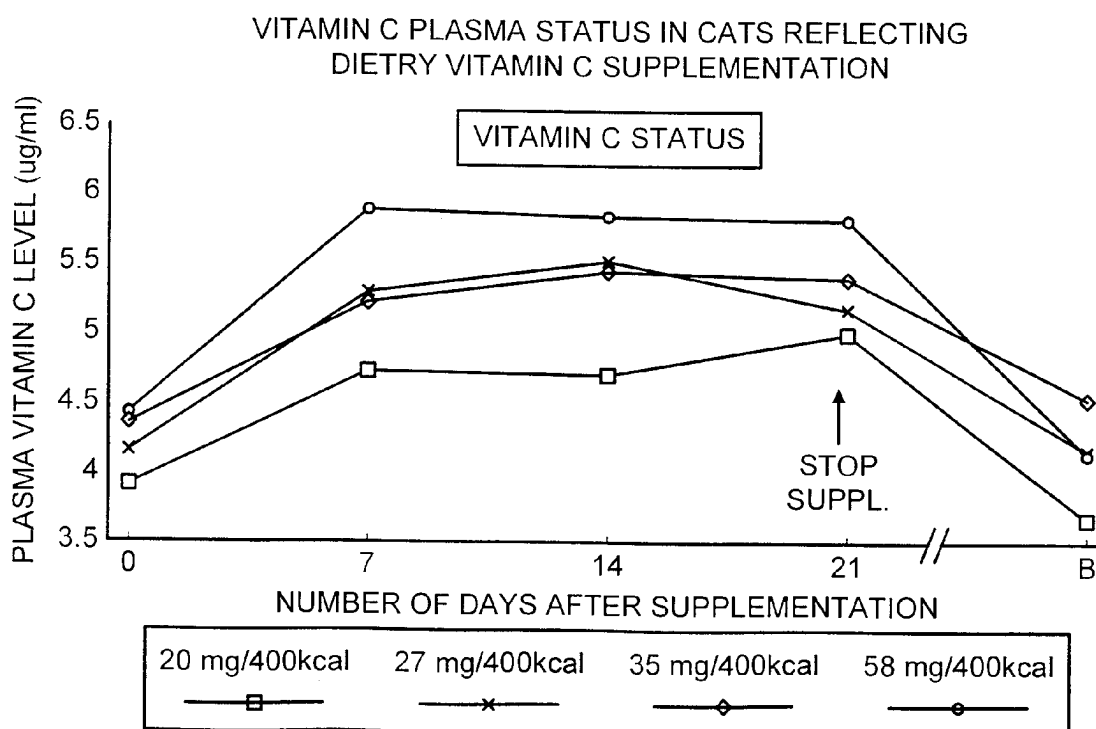 VITAMIN C PLASMA STATUS IN CATS REFLECTING
DIETRY VITAMIN C SUPPLEMENTATION
VITAMIN C STATUS
PLASMA VITAMIN C LEVEL (ug/ml)
6.5
6
5.5
5
4.5
4
3.5
STOP
SUPPL.
0 7 14 21 B
NUMBER OF DAYS AFTER SUPPLEMENTATION
20 mg/400kcal 27 mg/400kcal 35 mg/400kcal 58 mg/400kcal